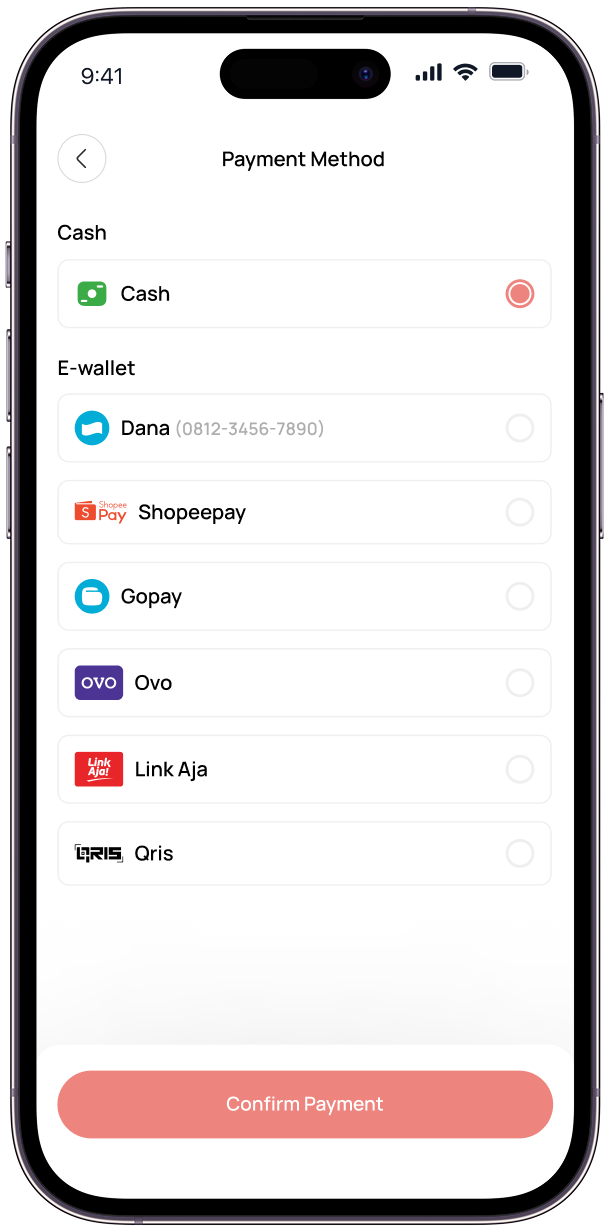 9:41
Payment Method
Cash
Cash
E-wallet
Dana (0812-3456-7890)
S Shopee Pay Shopeepay
Gopay
OVO Ovo
Link Aja! Link Aja
QRIS Qris
Confirm Payment